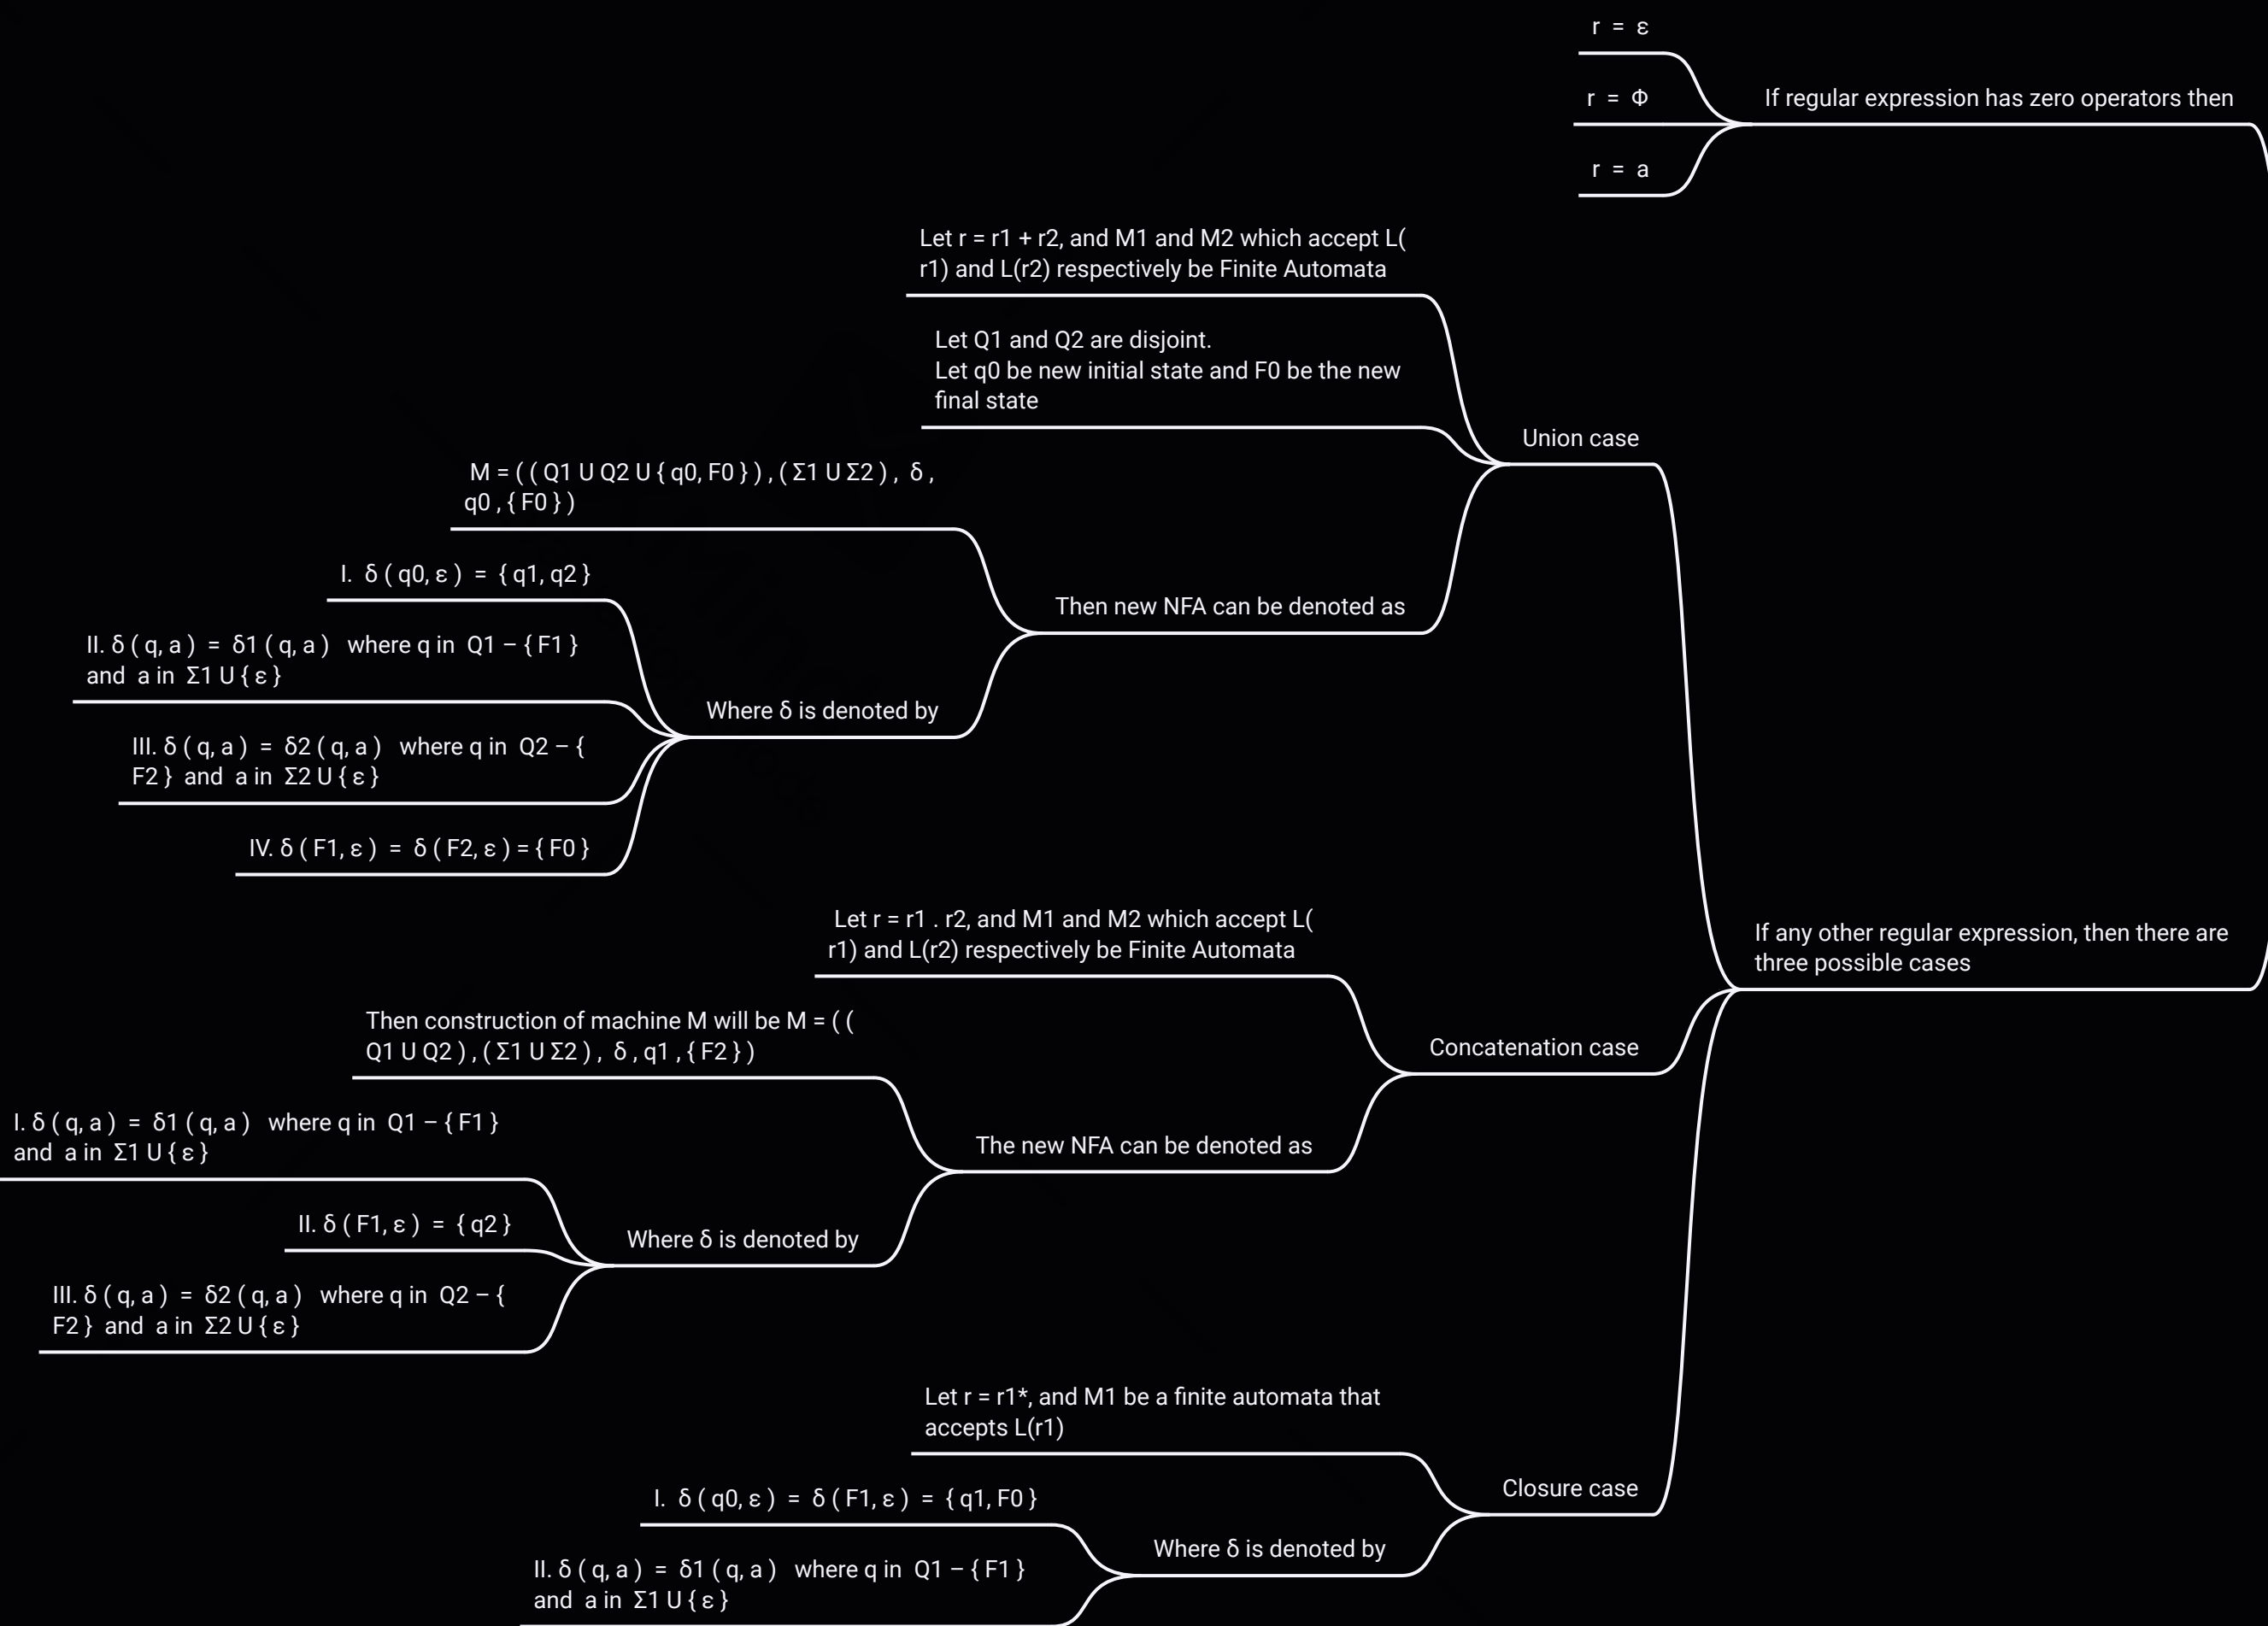 r = ε
r = Φ
If regular expression has zero operators then
r = a
Let r = r1 + r2, and M1 and M2 which accept L(
r1) and L(r2) respectively be Finite Automata
Let Q1 and Q2 are disjoint.
Let q0 be new initial state and F0 be the new
final state
Union case
M = ( ( Q1 U Q2 U { q0, F0 } ) , ( Σ1 U Σ2 ) , δ ,
q0 , { F0 } )
I. δ ( q0, ε ) = { q1, q2 }
Then new NFA can be denoted as
II. δ ( q, a ) = δ1 ( q, a ) where q in Q1 – { F1 }
and a in Σ1 U { ε }
Where δ is denoted by
III. δ ( q, a ) = δ2 ( q, a ) where q in Q2 – {
F2 } and a in Σ2 U { ε }
IV. δ ( F1, ε ) = δ ( F2, ε ) = { F0 }
If any other regular expression, then there are
three possible cases
Let r = r1 . r2, and M1 and M2 which accept L(
r1) and L(r2) respectively be Finite Automata
Then construction of machine M will be M = ( (
Q1 U Q2 ) , ( Σ1 U Σ2 ) , δ , q1 , { F2 } )
Concatenation case
I. δ ( q, a ) = δ1 ( q, a ) where q in Q1 – { F1 }
and a in Σ1 U { ε }
The new NFA can be denoted as
II. δ ( F1, ε ) = { q2 }
Where δ is denoted by
III. δ ( q, a ) = δ2 ( q, a ) where q in Q2 – {
F2 } and a in Σ2 U { ε }
Let r = r1*, and M1 be a finite automata that
accepts L(r1)
Closure case
I. δ ( q0, ε ) = δ ( F1, ε ) = { q1, F0 }
Where δ is denoted by
II. δ ( q, a ) = δ1 ( q, a ) where q in Q1 – { F1 }
and a in Σ1 U { ε }